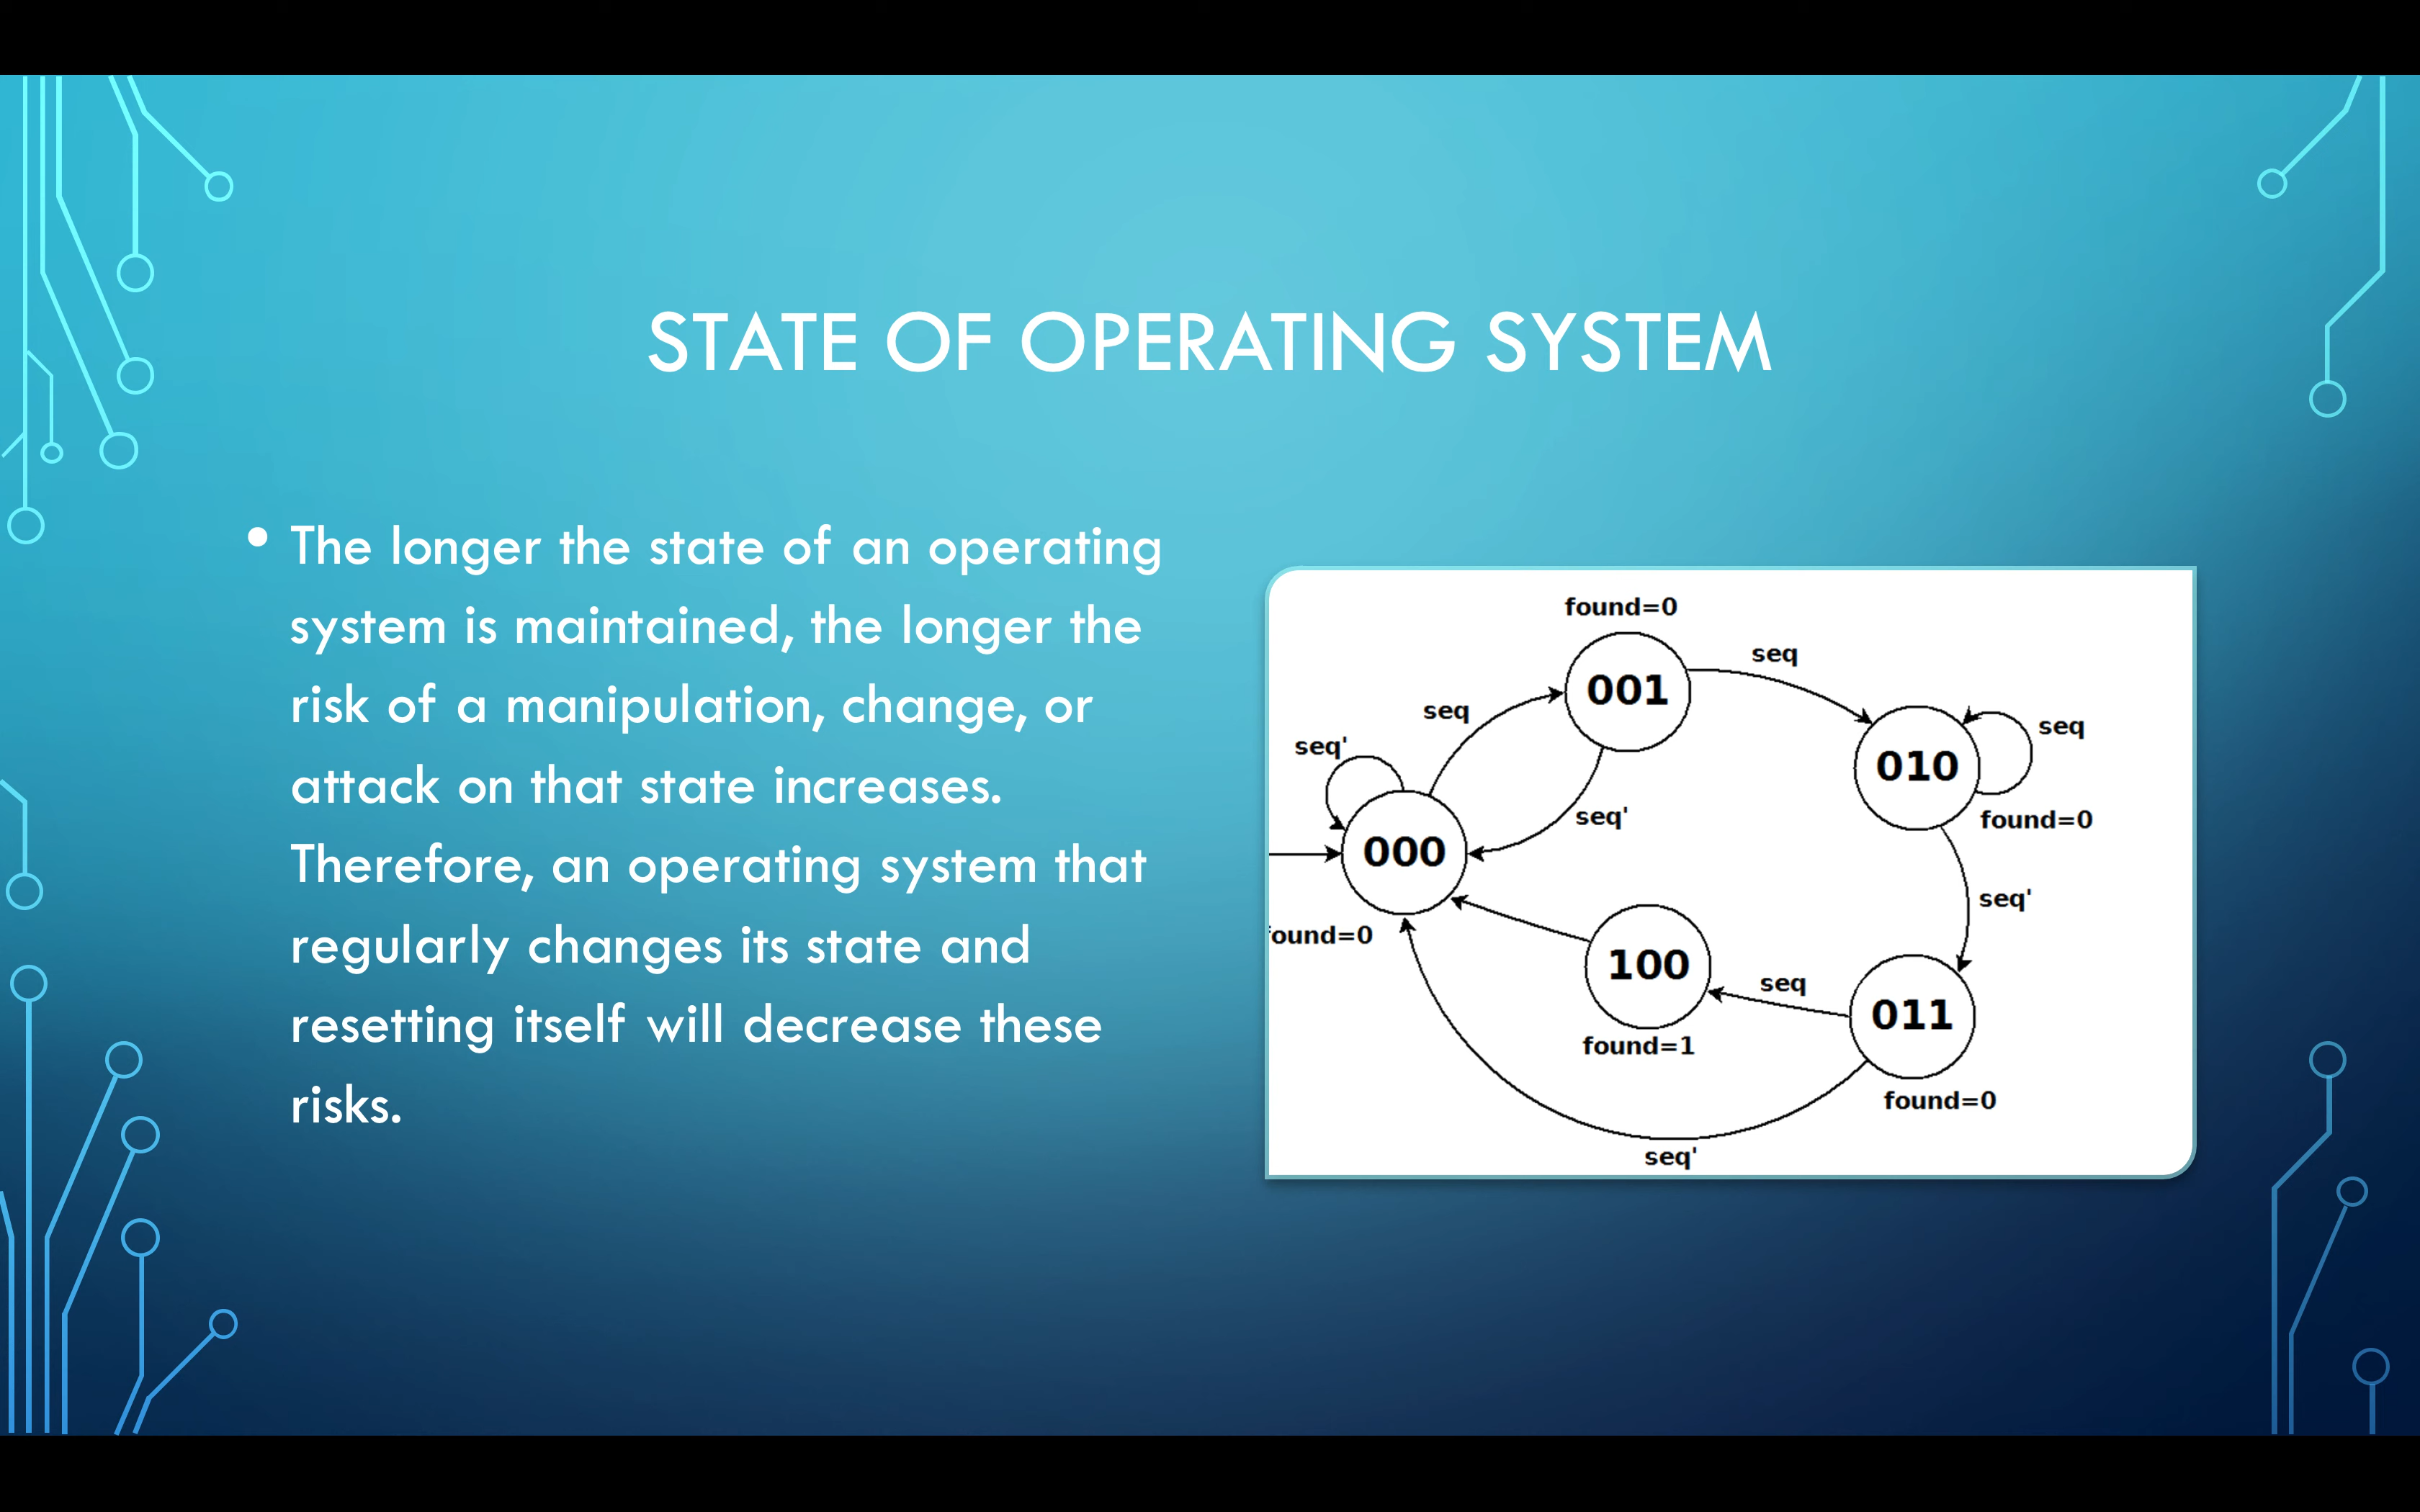 STATE OF OPERATING SYSTEM
• The longer the state of an operating
system is maintained, the longer the
risk of a manipulation, change, or
attack on that state increases.
Therefore, an operating system that
regularly changes its state and
resetting itself will decrease these
risks.
found=0
001
seq
seq
seq'
010
seq
found=0
seq'
000
ound=0
seq'
100
found=1
seq
011
found=0
seq'